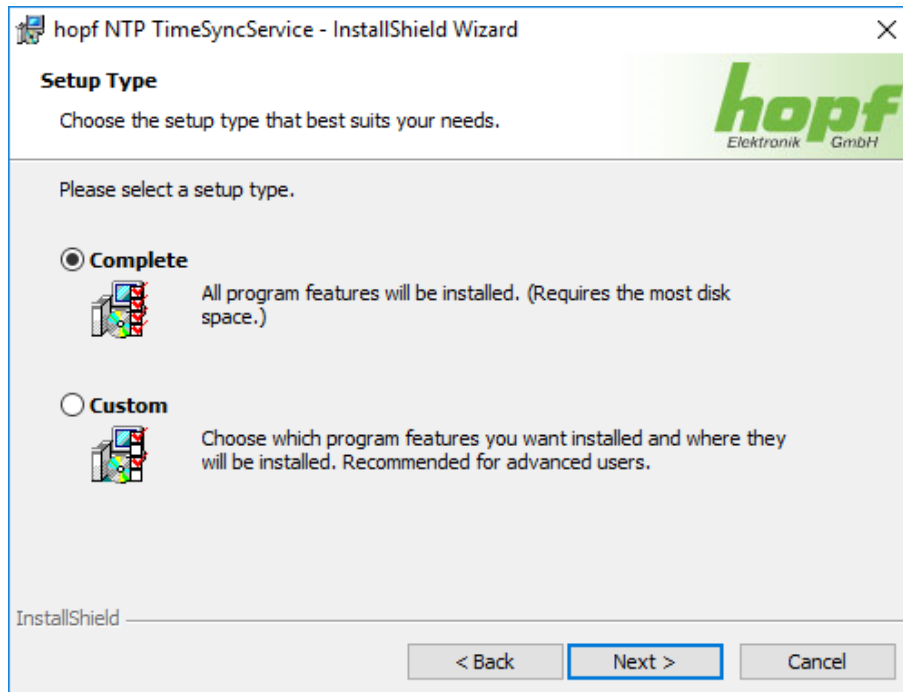 hopf NTP TimeSyncService - InstallShield Wizard
Setup Type
Choose the setup type that best suits your needs.
hopf
Elektronik GmbH
Please select a setup type.
Complete
All program features will be installed. (Requires the most disk
space.)
Custom
Choose which program features you want installed and where they
will be installed. Recommended for advanced users.
InstallShield
< Back Next > Cancel